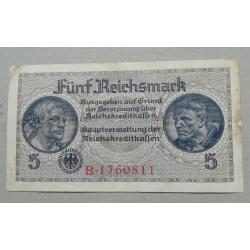 Fünf Reichsmark
Ausgegeben auf Grund
der Verordnung über
Reichskreditkassen
Hauptverwaltung der
Reichskreditkassen
5 5
B·1760811